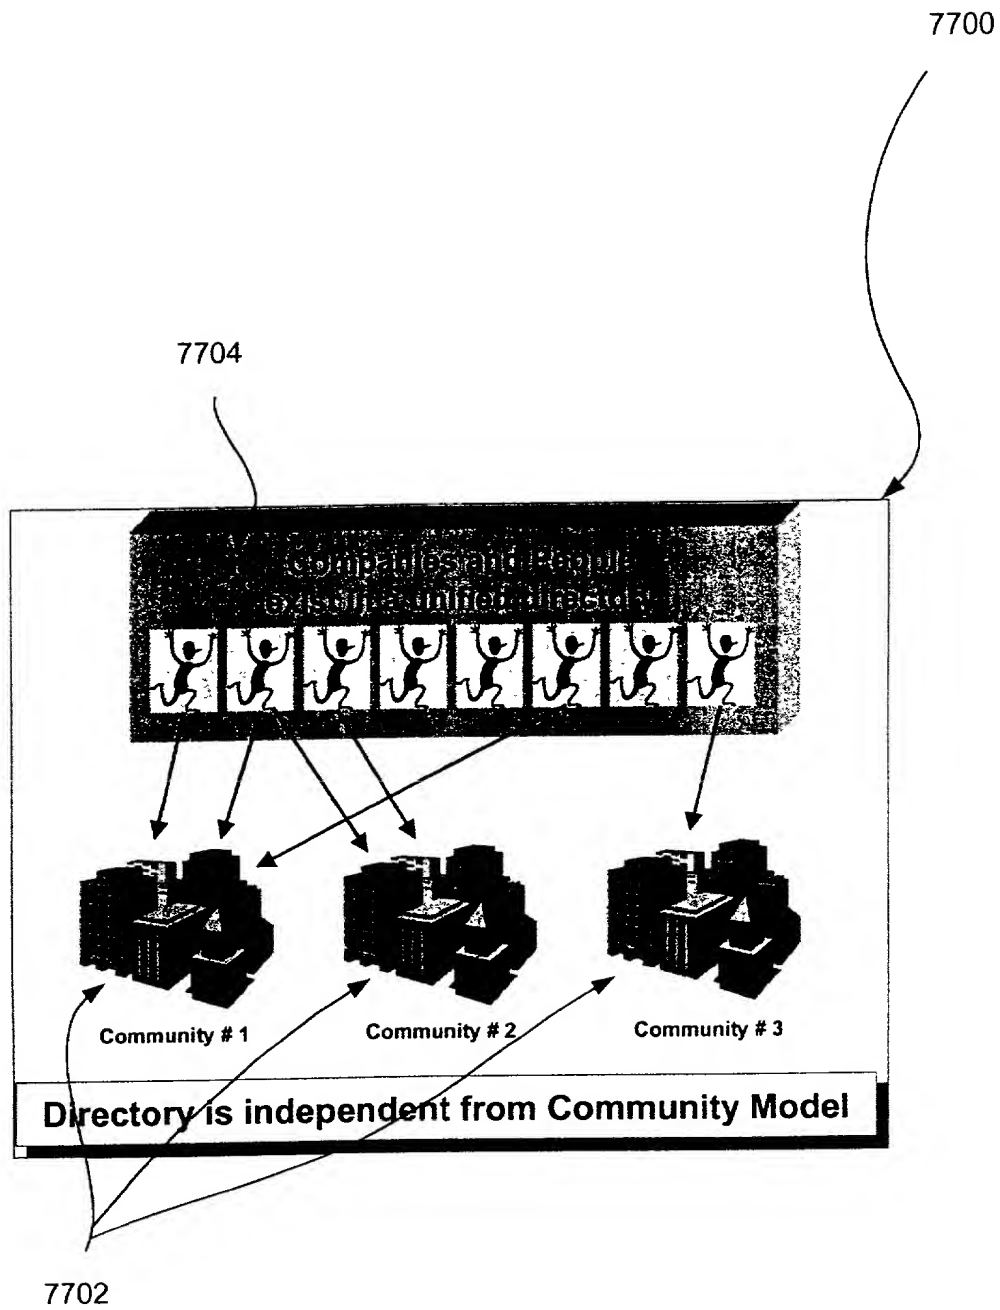 7700
7704
Companies and People
exist in a unified directory
Community # 1
Community # 2
Community # 3
Directory is independent from Community Model
7702